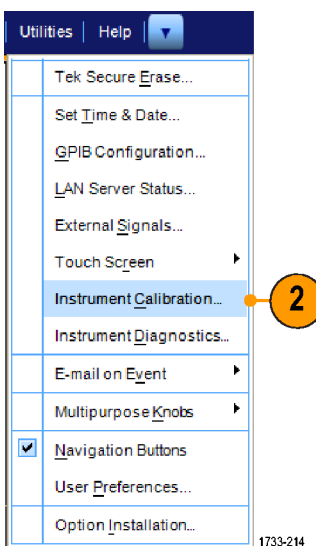 Utilities Help
Tek Secure Erase...
Set Time & Date...
GPIB Configuration...
LAN Server Status...
External Signals...
Touch Screen
Instrument Calibration...
2
Instrument Diagnostics...
E-mail on Event
Multipurpose Knobs
Navigation Buttons
User Preferences...
Option Installation...
1733-214